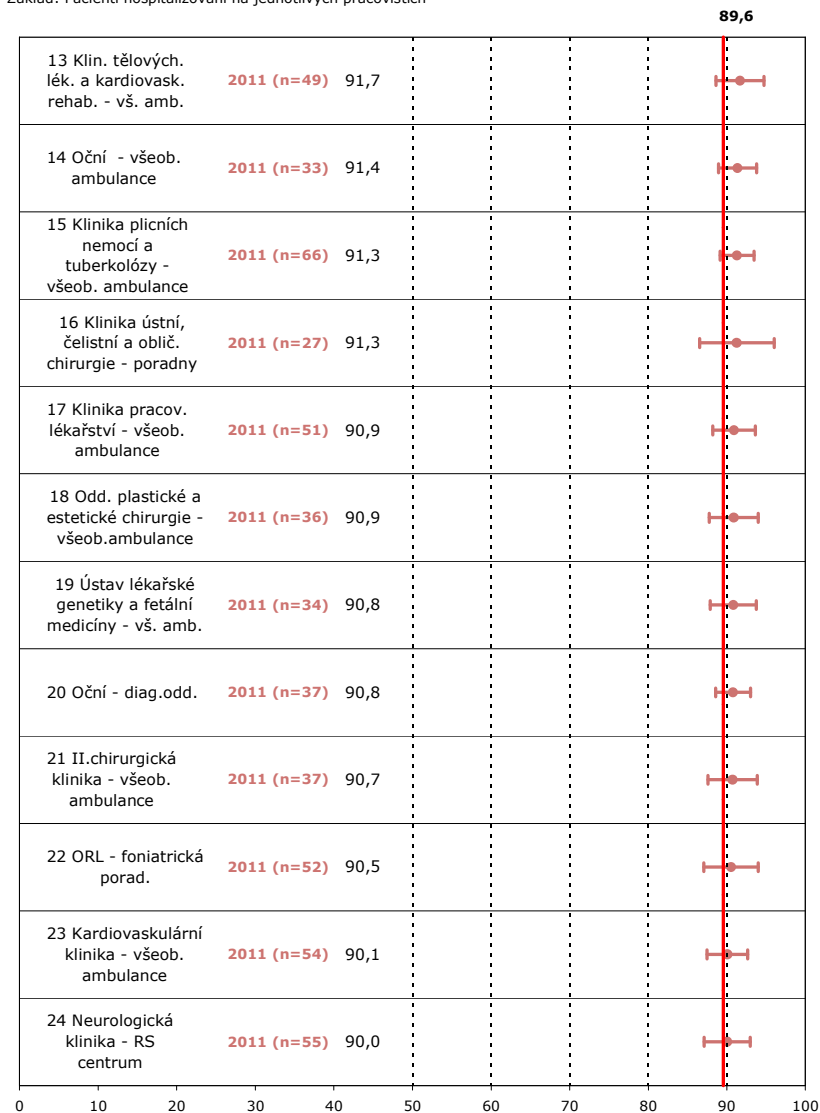 Základ: Pacienti hospitalizovaní na jednotlivých pracovištích
89,6
13 Klin. tělových.
lék. a kardiovask.
rehab. - vš. amb.
2011 (n=49) 91,7
14 Oční  - všeob.
ambulance
2011 (n=33) 91,4
15 Klinika plicních
nemocí a
tuberkolózy -
všeob. ambulance
2011 (n=66) 91,3
16 Klinika ústní,
čelistní a oblič.
chirurgie - poradny
2011 (n=27) 91,3
17 Klinika pracov.
lékařství - všeob.
ambulance
2011 (n=51) 90,9
18 Odd. plastické a
estetické chirurgie -
všeob.ambulance
2011 (n=36) 90,9
19 Ústav lékařské
genetiky a fetální
medicíny - vš. amb.
2011 (n=34) 90,8
20 Oční - diag.odd.
2011 (n=37) 90,8
21 II.chirurgická
klinika - všeob.
ambulance
2011 (n=37) 90,7
22 ORL - foniatrická
porad.
2011 (n=52) 90,5
23 Kardiovaskulární
klinika - všeob.
ambulance
2011 (n=54) 90,1
24 Neurologická
klinika - RS
centrum
2011 (n=55) 90,0
0 10 20 30 40 50 60 70 80 90 100